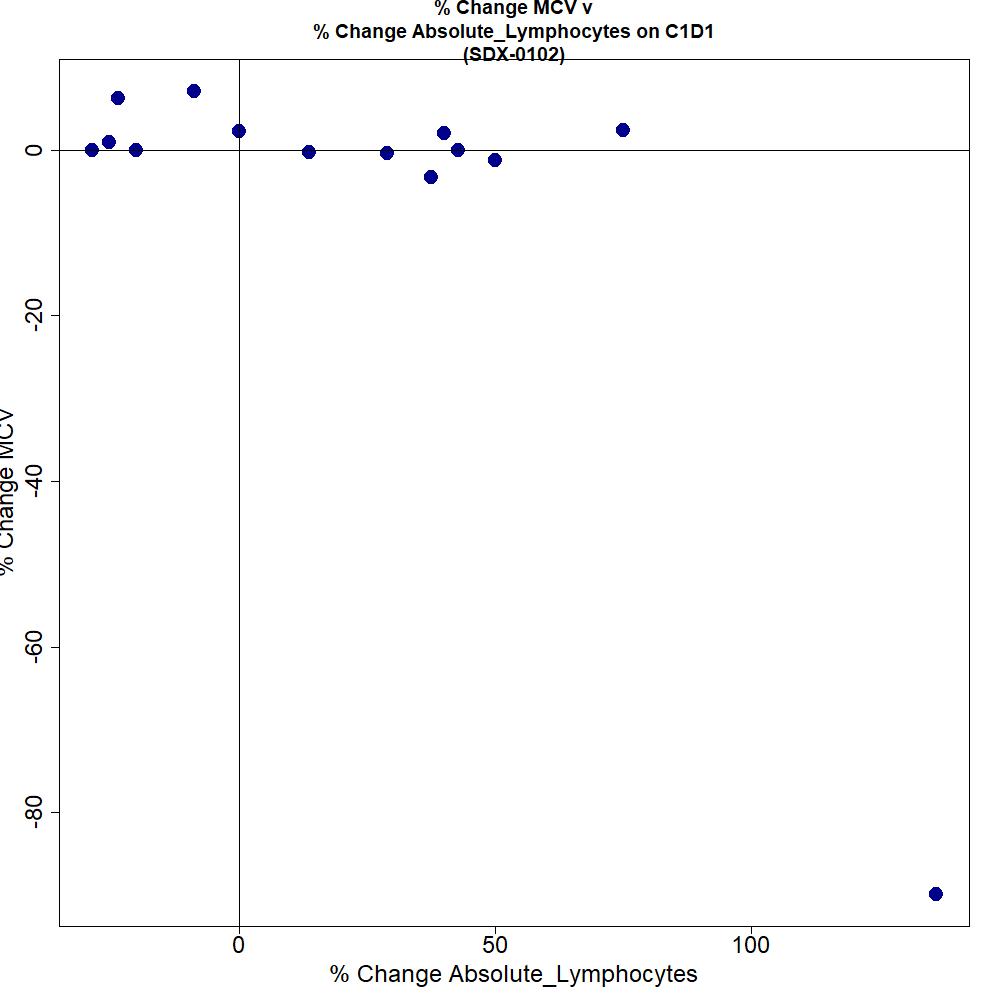 % Change MCV v
% Change Absolute_Lymphocytes on C1D1
(SDX-0102)
% Change MCV
0
-20
-40
-60
-80
0
50
100
% Change Absolute_Lymphocytes